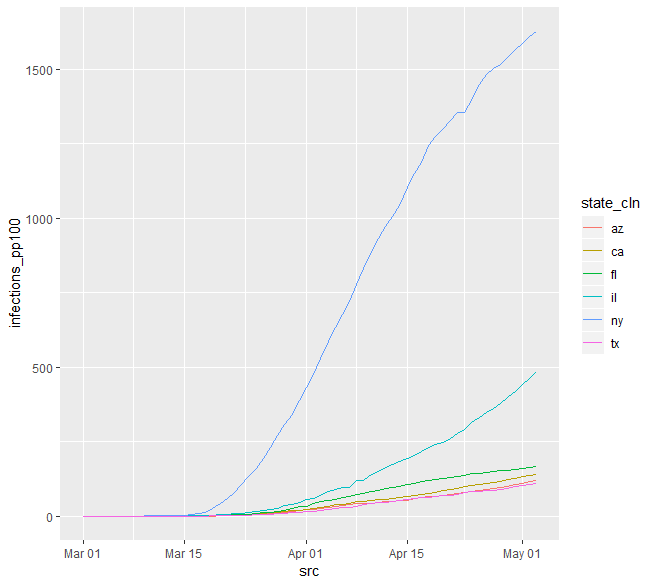 infections_pp100
1500
1000
500
0
Mar 01
Mar 15
Apr 01
Apr 15
May 01
src
state_cln
az
ca
fl
il
ny
tx